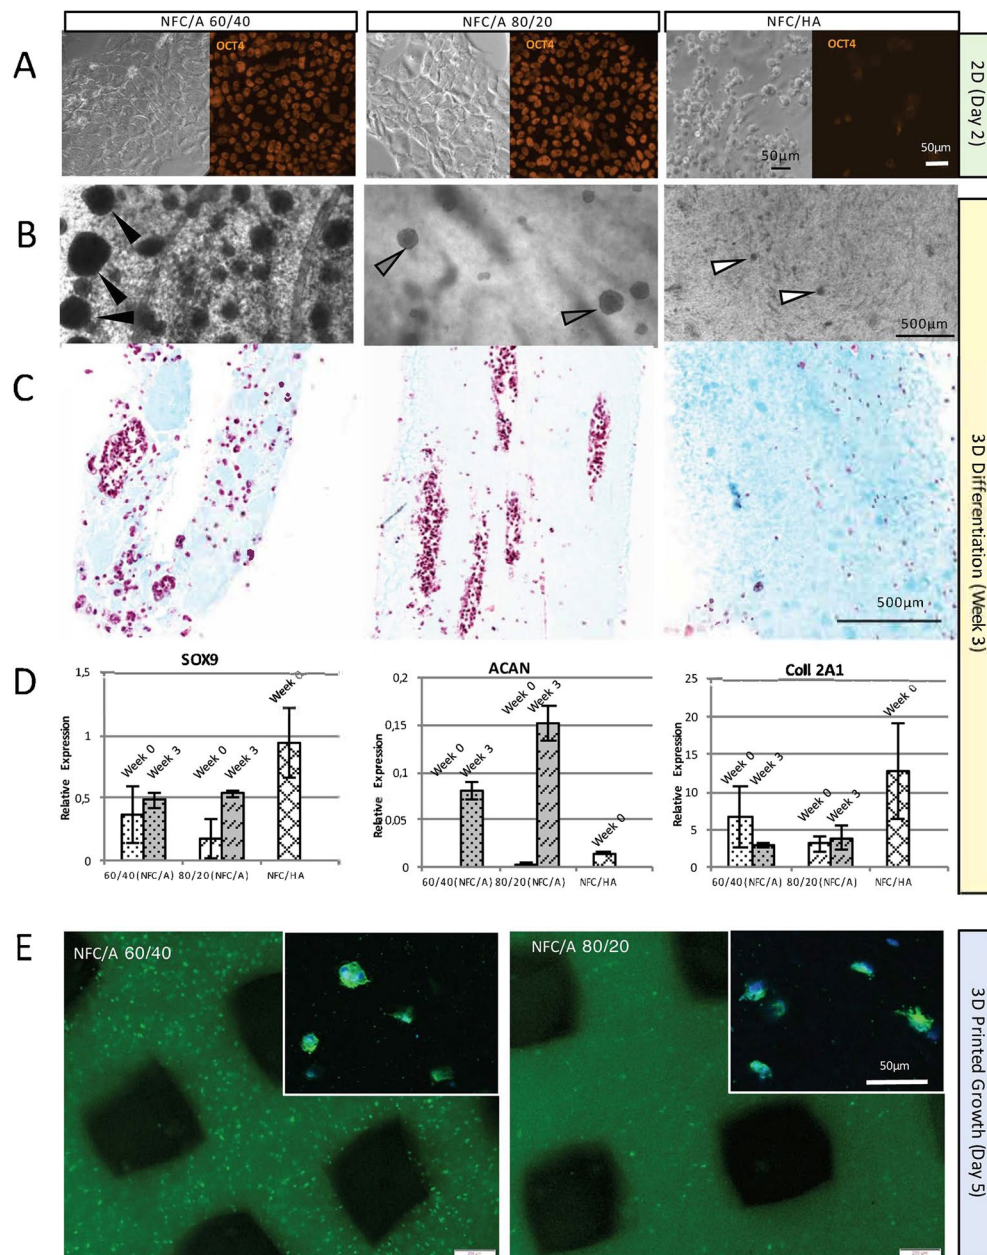 NFC/A 60/40
NFC/A 80/20
NFC/HA
A
OCT4
OCT4
OCT4
50μm
50μm
2D (Day 2)
B
500μm
C
500μm
3D Differentiation (Week 3)
D
SOX9
1,5
1
0,5
0
Relative Expression
Week 0
Week 3
Week 0
Week 3
Week 0
60/40 (NFC/A)
80/20 (NFC/A)
NFC/HA
ACAN
0,2
0,15
0,1
0,05
0
Relative Expression
Week 0
Week 3
Week 0
Week 3
Week 0
60/40 (NFC/A)
80/20 (NFC/A)
NFC/HA
Coll 2A1
25
20
15
10
5
0
Relative Expression
Week 0
Week 3
Week 0
Week 3
Week 0
60/40 (NFC/A)
80/20 (NFC/A)
NFC/HA
E
NFC/A 60/40
NFC/A 80/20
50μm
3D Printed Growth (Day 5)